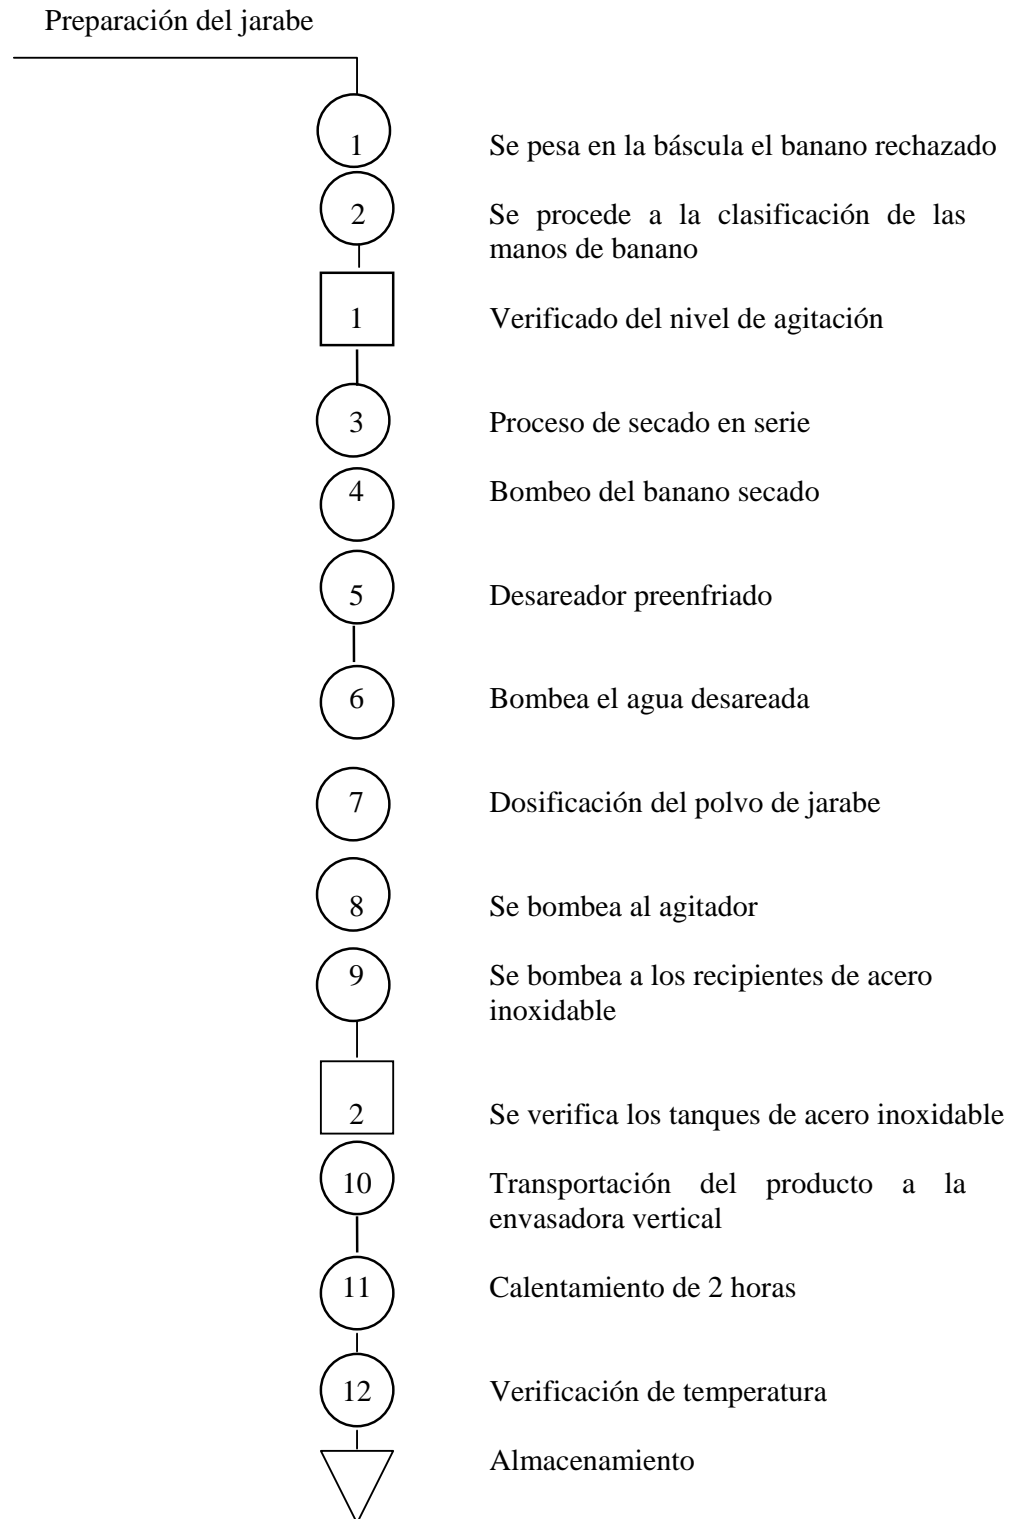 Preparación del jarabe
1 Se pesa en la báscula el banano rechazado
2 Se procede a la clasificación de las
manos de banano
1 Verificado del nivel de agitación
3 Proceso de secado en serie
4 Bombeo del banano secado
5 Desareador preenfriado
6 Bombea el agua desareada
7 Dosificación del polvo de jarabe
8 Se bombea al agitador
9 Se bombea a los recipientes de acero
inoxidable
2 Se verifica los tanques de acero inoxidable
10 Transportación del producto a la
envasadora vertical
11 Calentamiento de 2 horas
12 Verificación de temperatura
Almacenamiento